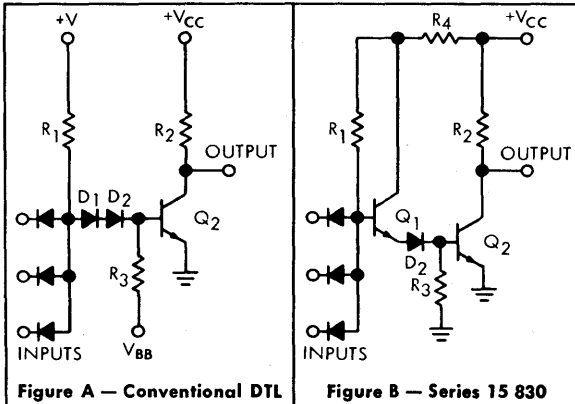 +V
+VCC
R1
R2
OUTPUT
D1 D2
Q2
R3
INPUTS
VBB
Figure A — Conventional DTL
R4
+VCC
R1
R2
OUTPUT
Q1
Q2
D2
R3
INPUTS
Figure B — Series 15 830